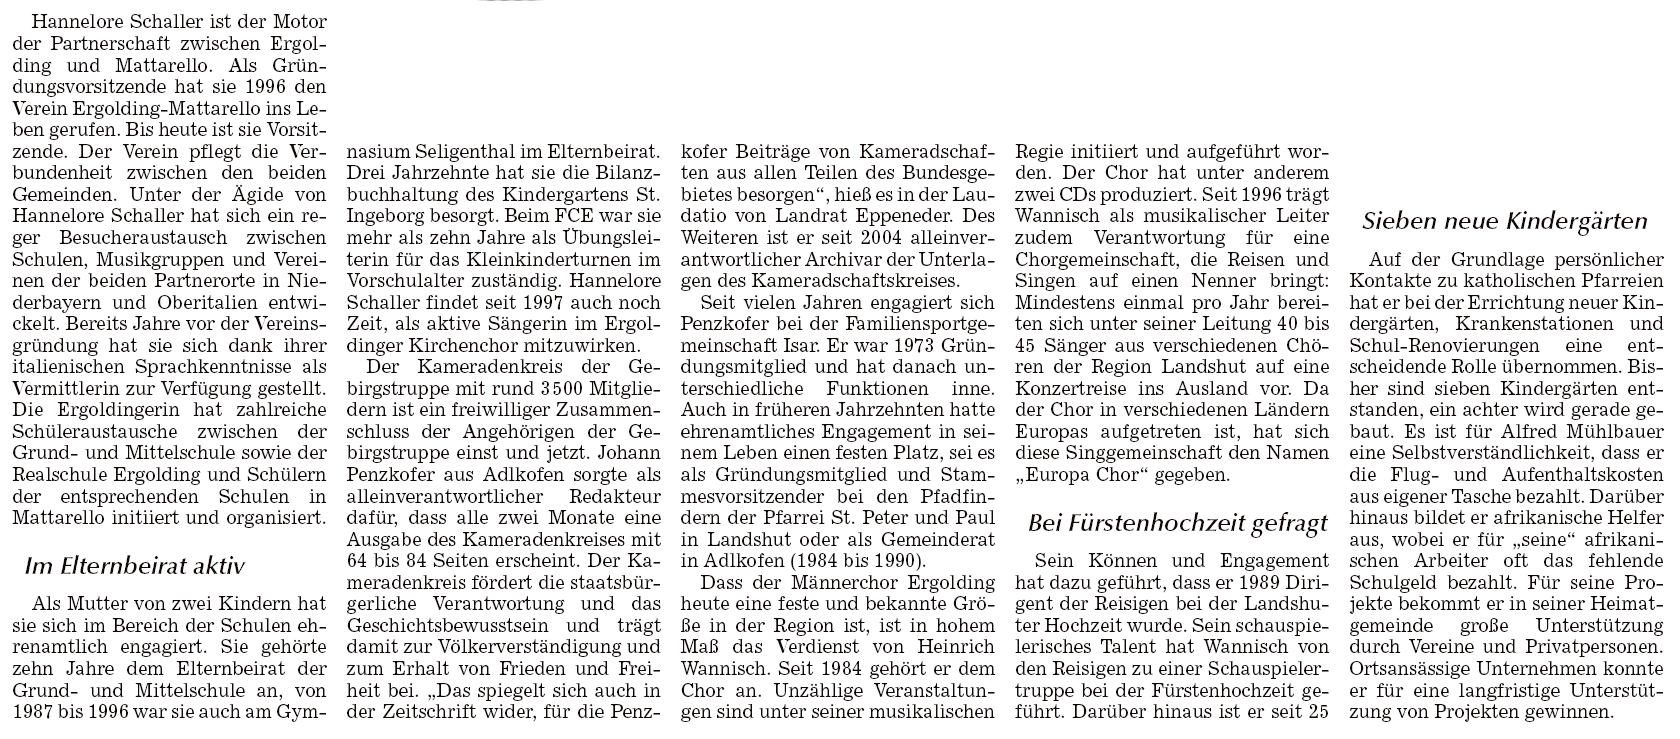 Hannelore Schaller ist der Motor
der Partnerschaft zwischen Ergol-
ding und Mattarello. Als Grün-
dungsvorsitzende hat sie 1996 den
Verein Ergolding-Mattarello ins Le-
ben gerufen. Bis heute ist sie Vorsit-
zende. Der Verein pflegt die Ver-
bundenheit zwischen den beiden
Gemeinden. Unter der Ägide von
Hannelore Schaller hat sich ein re-
ger Besucheraustausch zwischen
Schulen, Musikgruppen und Verei-
nen der beiden Partnerorte in Nie-
derbayern und Oberitalien entwi-
ckelt. Bereits Jahre vor der Vereins-
gründung hat sie sich dank ihrer
italienischen Sprachkenntnisse als
Vermittlerin zur Verfügung gestellt.
Die Ergoldingerin hat zahlreiche
Schüleraustausche zwischen der
Grund- und Mittelschule sowie der
Realschule Ergolding und Schülern
der entsprechenden Schulen in
Mattarello initiiert und organisiert.
Im Elternbeirat aktiv
Als Mutter von zwei Kindern hat
sie sich im Bereich der Schulen eh-
renamtlich engagiert. Sie gehörte
zehn Jahre dem Elternbeirat der
Grund- und Mittelschule an, von
1987 bis 1996 war sie auch am Gym-
nasium Seligenthal im Elternbeirat.
Drei Jahrzehnte hat sie die Bilanz-
buchhaltung des Kindergartens St.
Ingeborg besorgt. Beim FCE war sie
mehr als zehn Jahre als Übungslei-
terin für das Kleinkinderturnen im
Vorschulalter zuständig. Hannelore
Schaller findet seit 1997 auch noch
Zeit, als aktive Sängerin im Ergol-
dinger Kirchenchor mitzuwirken.
Der Kameradenkreis der Ge-
birgstruppe mit rund 3500 Mitglie-
dern ist ein freiwilliger Zusammen-
schluss der Angehörigen der Ge-
birgstruppe einst und jetzt. Johann
Penzkofer aus Adlkofen sorgte als
alleinverantwortlicher Redakteur
dafür, dass alle zwei Monate eine
Ausgabe des Kameradenkreises mit
64 bis 84 Seiten erscheint. Der Ka-
meradenkreis fördert die staatsbür-
gerliche Verantwortung und das
Geschichtsbewusstsein und trägt
damit zur Völkerverständigung und
zum Erhalt von Frieden und Frei-
heit bei. „Das spiegelt sich auch in
der Zeitschrift wider, für die Penz-
kofer Beiträge von Kameradschaf-
ten aus allen Teilen des Bundesge-
bietes besorgen“, hieß es in der Lau-
datio von Landrat Eppeneder. Des
Weiteren ist er seit 2004 alleinver-
antwortlicher Archivar der Unterla-
gen des Kameradschaftskreises.
Seit vielen Jahren engagiert sich
Penzkofer bei der Familiensportge-
meinschaft Isar. Er war 1973 Grün-
dungsmitglied und hat danach un-
terschiedliche Funktionen inne.
Auch in früheren Jahrzehnten hatte
ehrenamtliches Engagement in sei-
nem Leben einen festen Platz, sei es
als Gründungsmitglied und Stam-
mesvorsitzender bei den Pfadfin-
dern der Pfarrei St. Peter und Paul
in Landshut oder als Gemeinderat
in Adlkofen (1984 bis 1990).
Dass der Männerchor Ergolding
heute eine feste und bekannte Grö-
ße in der Region ist, ist in hohem
Maß das Verdienst von Heinrich
Wannisch. Seit 1984 gehört er dem
Chor an. Unzählige Veranstaltun-
gen sind unter seiner musikalischen
Regie initiiert und aufgeführt wor-
den. Der Chor hat unter anderem
zwei CDs produziert. Seit 1996 trägt
Wannisch als musikalischer Leiter
zudem Verantwortung für eine
Chorgemeinschaft, die Reisen und
Singen auf einen Nenner bringt:
Mindestens einmal pro Jahr berei-
ten sich unter seiner Leitung 40 bis
45 Sänger aus verschiedenen Chö-
ren der Region Landshut auf eine
Konzertreise ins Ausland vor. Da
der Chor in verschiedenen Ländern
Europas aufgetreten ist, hat sich
diese Singgemeinschaft den Namen
„Europa Chor“ gegeben.
Bei Fürstenhochzeit gefragt
Sein Können und Engagement
hat dazu geführt, dass er 1989 Diri-
gent der Reisigen bei der Landshu-
ter Hochzeit wurde. Sein schauspie-
lerisches Talent hat Wannisch von
den Reisigen zu einer Schauspieler-
truppe bei der Fürstenhochzeit ge-
führt. Darüber hinaus ist er seit 25
Sieben neue Kindergärten
Auf der Grundlage persönlicher
Kontakte zu katholischen Pfarreien
hat er bei der Errichtung neuer Kin-
dergärten, Krankenstationen und
Schul-Renovierungen eine ent-
scheidende Rolle übernommen. Bis-
her sind sieben Kindergärten ent-
standen, ein achter wird gerade ge-
baut. Es ist für Alfred Mühlbauer
eine Selbstverständlichkeit, dass er
die Flug- und Aufenthaltskosten
aus eigener Tasche bezahlt. Darüber
hinaus bildet er afrikanische Helfer
aus, wobei er für „seine“ afrikani-
schen Arbeiter oft das fehlende
Schulgeld bezahlt. Für seine Pro-
jekte bekommt er in seiner Heimat-
gemeinde große Unterstützung
durch Vereine und Privatpersonen.
Ortsansässige Unternehmen konnte
er für eine langfristige Unterstüt-
zung von Projekten gewinnen.